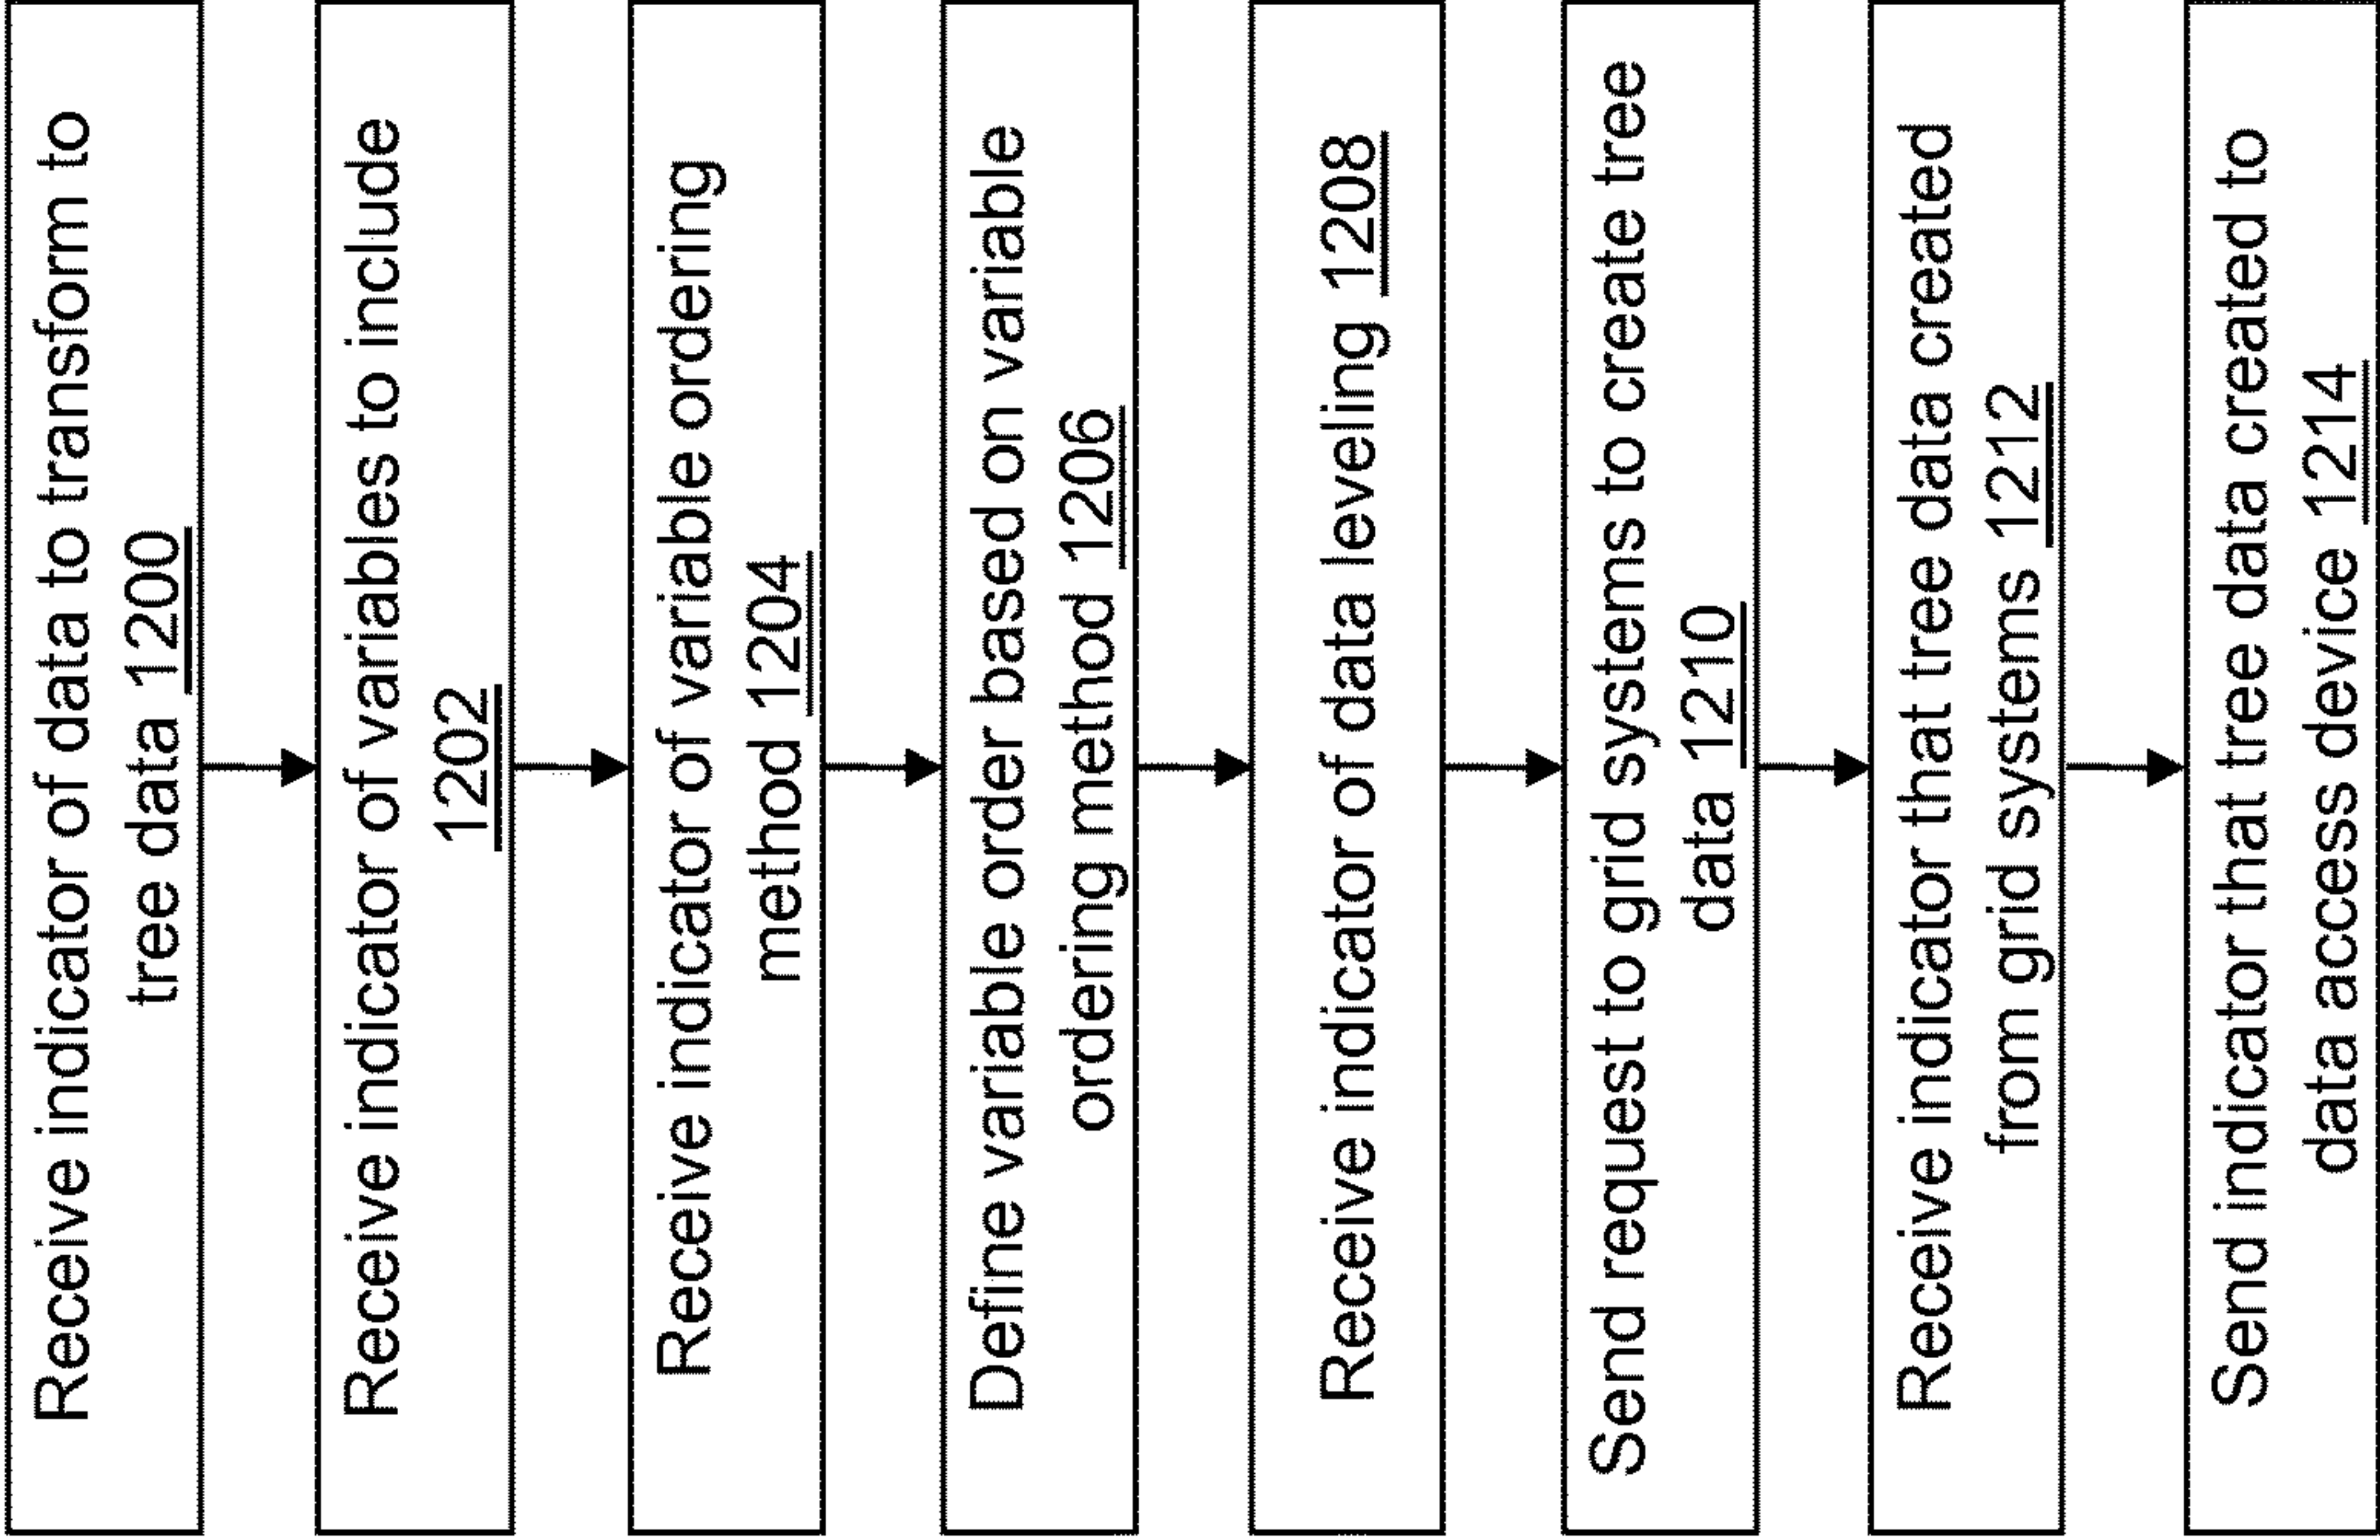 Receive indicator of data to transform to
tree data 1200
Receive indicator of variables to include
1202
Receive indicator of variable ordering
method 1204
Define variable order based on variable
ordering method 1206
Receive indicator of data leveling 1208
Send request to grid systems to create tree
data 1210
Receive indicator that tree data created
from grid systems 1212
Send indicator that tree data created to
data access device 1214